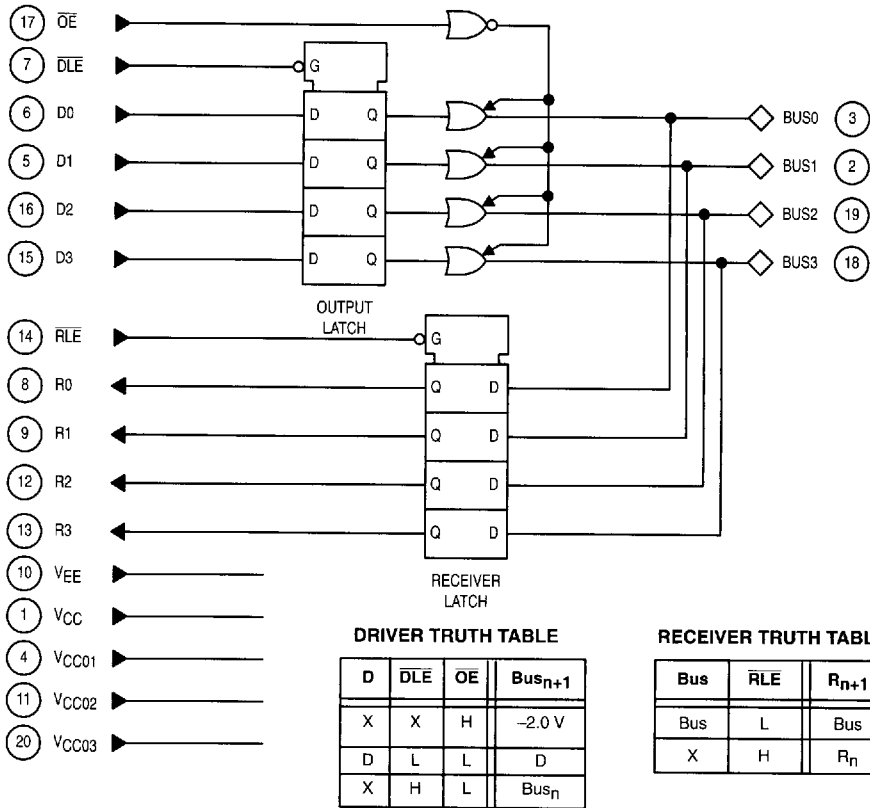 17 OE
7 DLE G
6 D0 D Q BUS0 3
5 D1 D Q BUS1 2
16 D2 D Q BUS2 19
15 D3 D Q BUS3 18
OUTPUT
LATCH
14 RLE G
8 R0 Q D
9 R1 Q D
12 R2 Q D
13 R3 Q D
RECEIVER
LATCH
10 VEE
1 VCC
4 VCC01
11 VCC02
20 VCC03
DRIVER TRUTH TABLE
D DLE OE Busn+1
X X H –2.0 V
D L L D
X H L Busn
RECEIVER TRUTH TABL
Bus RLE Rn+1
Bus L Bus
X H Rn